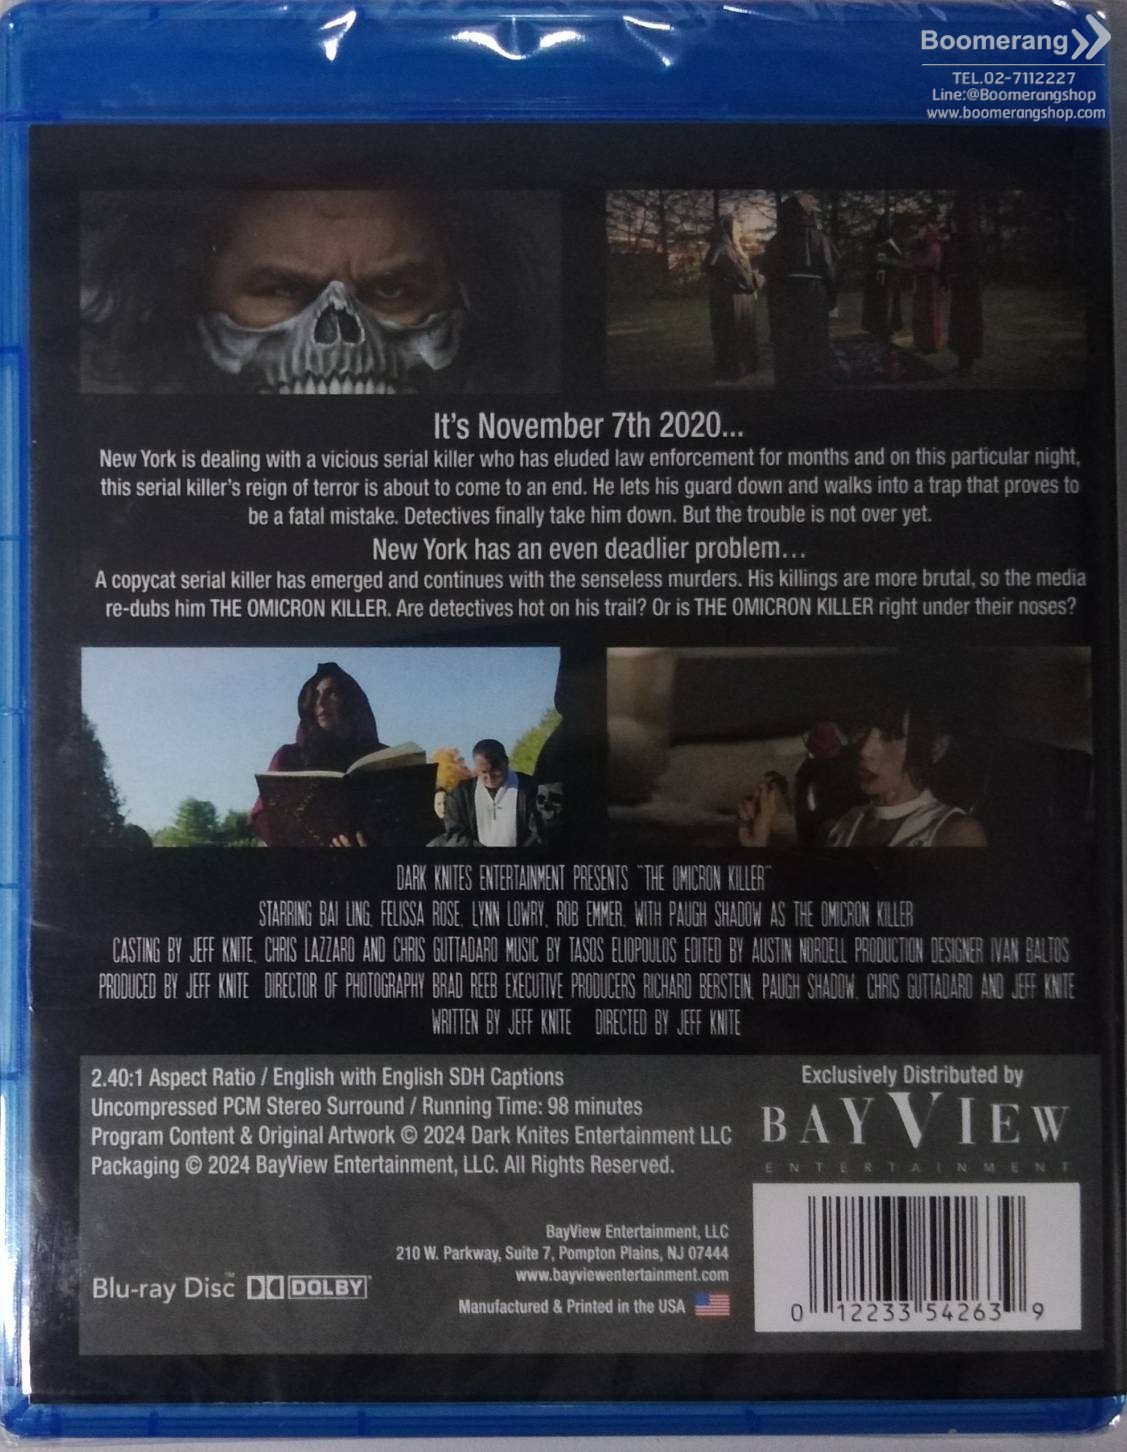 Boomerang
TEL.02-7112227
Line:@Boomerangshop
www.boomerangshop.com
It's November 7th 2020...
New York is dealing with a vicious serial killer who has eluded law enforcement for months and on this particular night,
this serial killer's reign of terror is about to come to an end. He lets his guard down and walks into a trap that proves to
be a fatal mistake. Detectives finally take him down. But the trouble is not over yet.
New York has an even deadlier problem...
A copycat serial killer has emerged and continues with the senseless murders. His killings are more brutal, so the media
re-dubs him THE OMICRON KILLER. Are detectives hot on his trail? Or is THE OMICRON KILLER right under their noses?
DARK KNITES ENTERTAINMENT PRESENTS "THE OMICRON KILLER"
STARRING BAI LING, FELISSA ROSE, LYNN LOWRY, ROB EMMER, WITH PAUGH SHADOW AS THE OMICRON KILLER
CASTING BY JEFF KNITE, CHRIS LAZZARO AND CHRIS GUTTADARO MUSIC BY TASOS ELIOPOULOS EDITED BY AUSTIN NORDELL PRODUCTION DESIGNER IVAN BALTOS
PRODUCED BY JEFF KNITE DIRECTOR OF PHOTOGRAPHY BRAD REEB EXECUTIVE PRODUCERS RICHARD BERSTEIN, PAUGH SHADOW, CHRIS GUTTADARO AND JEFF KNITE
WRITTEN BY JEFF KNITE DIRECTED BY JEFF KNITE
2.40:1 Aspect Ratio / English with English SDH Captions
Uncompressed PCM Stereo Surround / Running Time: 98 minutes
Program Content & Original Artwork © 2024 Dark Knites Entertainment LLC
Packaging © 2024 BayView Entertainment, LLC. All Rights Reserved.
Exclusively Distributed by
BAYVIEW
ENTERTAINMENT
BayView Entertainment, LLC
210 W. Parkway, Suite 7, Pompton Plains, NJ 07444
www.bayviewentertainment.com
Manufactured & Printed in the USA
Blu-ray Disc™ DOLBY
0 12233 54263 9